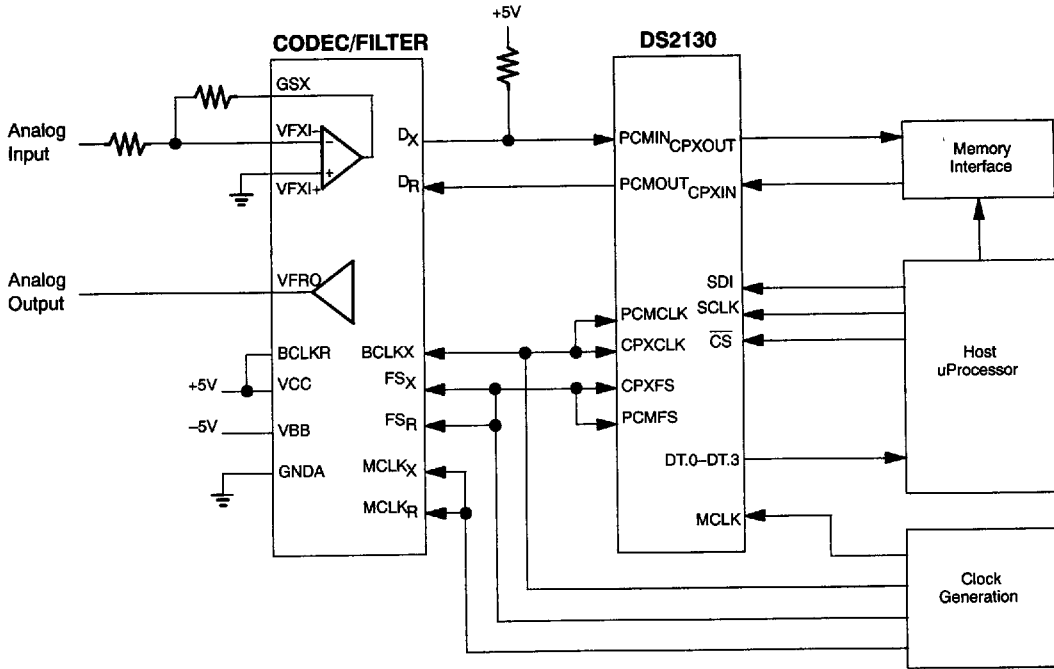 +5V
CODEC/FILTER
DS2130
GSX
Analog
Input
VFXI–
VFXI+
DX
DR
PCMIN
CPXOUT
PCMOUT
CPXIN
Memory
Interface
Analog
Output
VFRO
SDI
SCLK
CS
PCMCLK
CPXCLK
CPXFS
PCMFS
Host
uProcessor
BCLKR
+5V
VCC
–5V
VBB
GNDA
BCLKX
FSX
FSR
MCLKX
MCLKR
DT.0–DT.3
MCLK
Clock
Generation